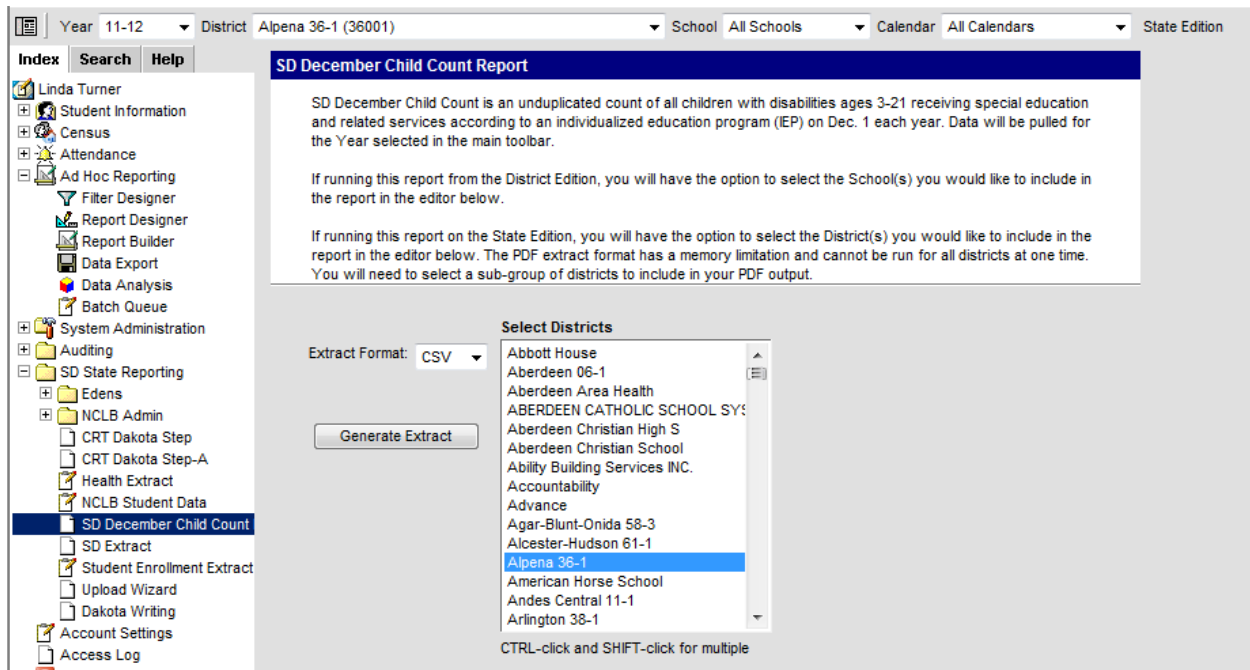 Year 11-12 District Alpena 36-1 (36001) School All Schools Calendar All Calendars State Edition
Index Search Help
Linda Turner
Student Information
Census
Attendance
Ad Hoc Reporting
Filter Designer
Report Designer
Report Builder
Data Export
Data Analysis
Batch Queue
System Administration
Auditing
SD State Reporting
Edens
NCLB Admin
CRT Dakota Step
CRT Dakota Step-A
Health Extract
NCLB Student Data
SD December Child Count
SD Extract
Student Enrollment Extract
Upload Wizard
Dakota Writing
Account Settings
Access Log
SD December Child Count Report
SD December Child Count is an unduplicated count of all children with disabilities ages 3-21 receiving special education
and related services according to an individualized education program (IEP) on Dec. 1 each year. Data will be pulled for
the Year selected in the main toolbar.
If running this report from the District Edition, you will have the option to select the School(s) you would like to include in
the report in the editor below.
If running this report on the State Edition, you will have the option to select the District(s) you would like to include in the
report in the editor below. The PDF extract format has a memory limitation and cannot be run for all districts at one time.
You will need to select a sub-group of districts to include in your PDF output.
Extract Format: CSV
Generate Extract
Select Districts
Abbott House
Aberdeen 06-1
Aberdeen Area Health
ABERDEEN CATHOLIC SCHOOL SYS
Aberdeen Christian High S
Aberdeen Christian School
Ability Building Services INC.
Accountability
Advance
Agar-Blunt-Onida 58-3
Alcester-Hudson 61-1
Alpena 36-1
American Horse School
Andes Central 11-1
Arlington 38-1
CTRL-click and SHIFT-click for multiple